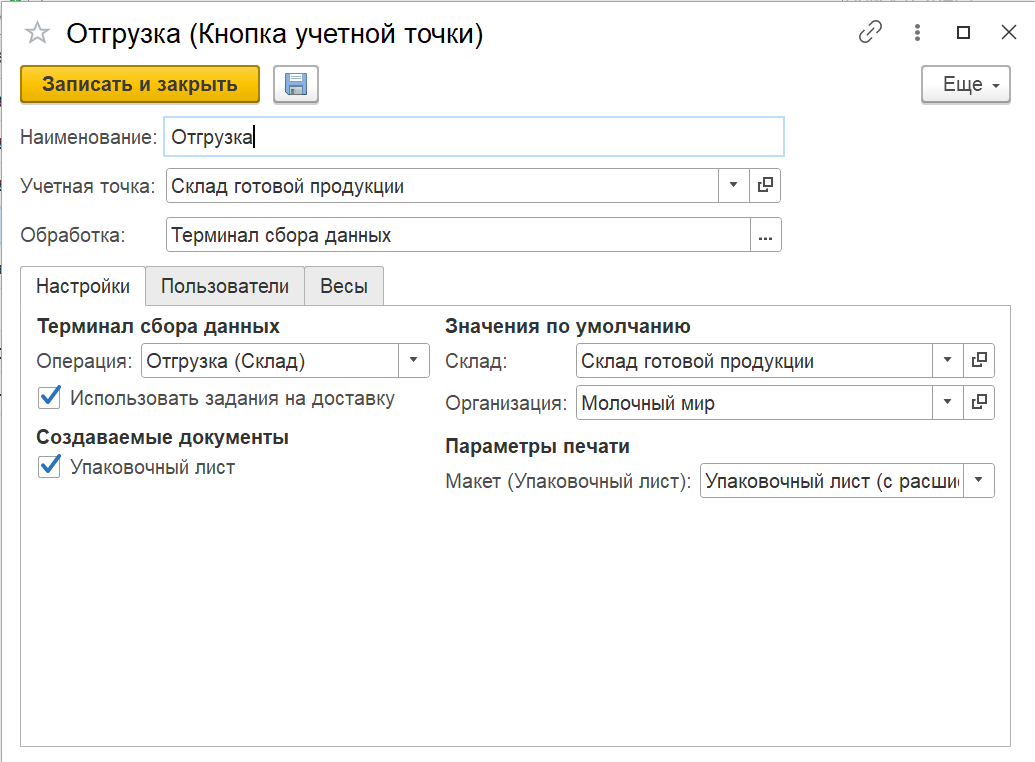 Отгрузка (Кнопка учетной точки)
Записать и закрыть
Еще
Наименование: Отгрузка
Учетная точка: Склад готовой продукции
Обработка: Терминал сбора данных
...
Настройки Пользователи Весы
Терминал сбора данных
Операция: Отгрузка (Склад)
Использовать задания на доставку
Создаваемые документы
Упаковочный лист
Значения по умолчанию
Склад: Склад готовой продукции
Организация: Молочный мир
Параметры печати
Макет (Упаковочный лист): Упаковочный лист (с расши